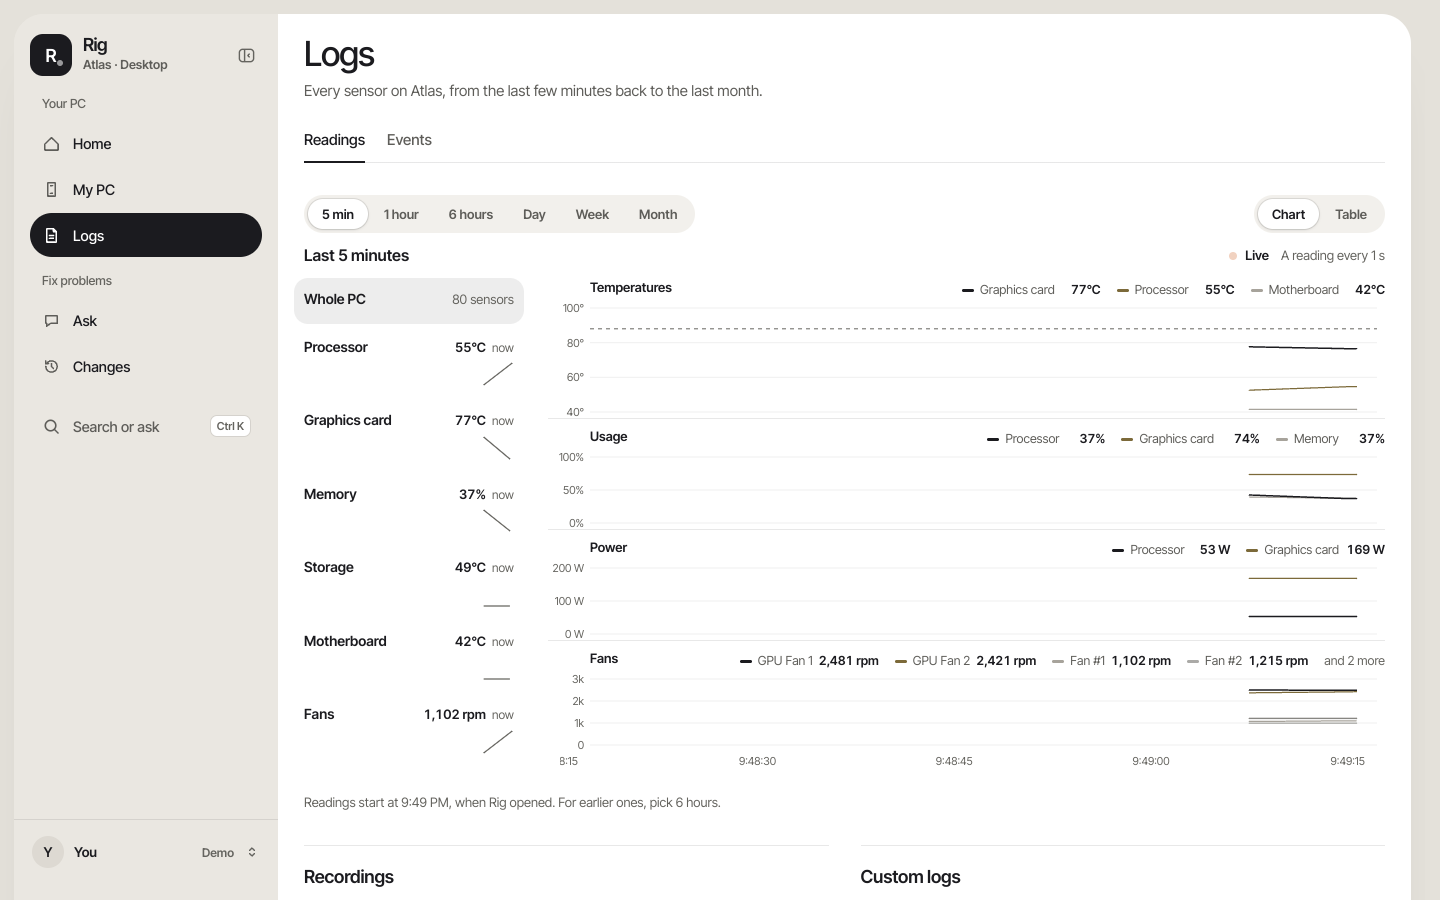 R.
Rig
Atlas · Desktop
Your PC
Home
My PC
Logs
Fix problems
Ask
Changes
Search or ask
Ctrl K
Y
You
Demo
Logs
Every sensor on Atlas, from the last few minutes back to the last month.
Readings Events
5 min 1 hour 6 hours Day Week Month
Chart Table
Last 5 minutes
Live A reading every 1 s
Whole PC 80 sensors
Processor 55°C now
Graphics card 77°C now
Memory 37% now
Storage 49°C now
Motherboard 42°C now
Fans 1,102 rpm now
Temperatures Graphics card 77°C Processor 55°C Motherboard 42°C
100°
80°
60°
40°
Usage Processor 37% Graphics card 74% Memory 37%
100%
50%
0%
Power Processor 53 W Graphics card 169 W
200 W
100 W
0 W
Fans GPU Fan 1 2,481 rpm GPU Fan 2 2,421 rpm Fan #1 1,102 rpm Fan #2 1,215 rpm and 2 more
3k
2k
1k
0
8:15 9:48:30 9:48:45 9:49:00 9:49:15
Readings start at 9:49 PM, when Rig opened. For earlier ones, pick 6 hours.
Recordings
Custom logs